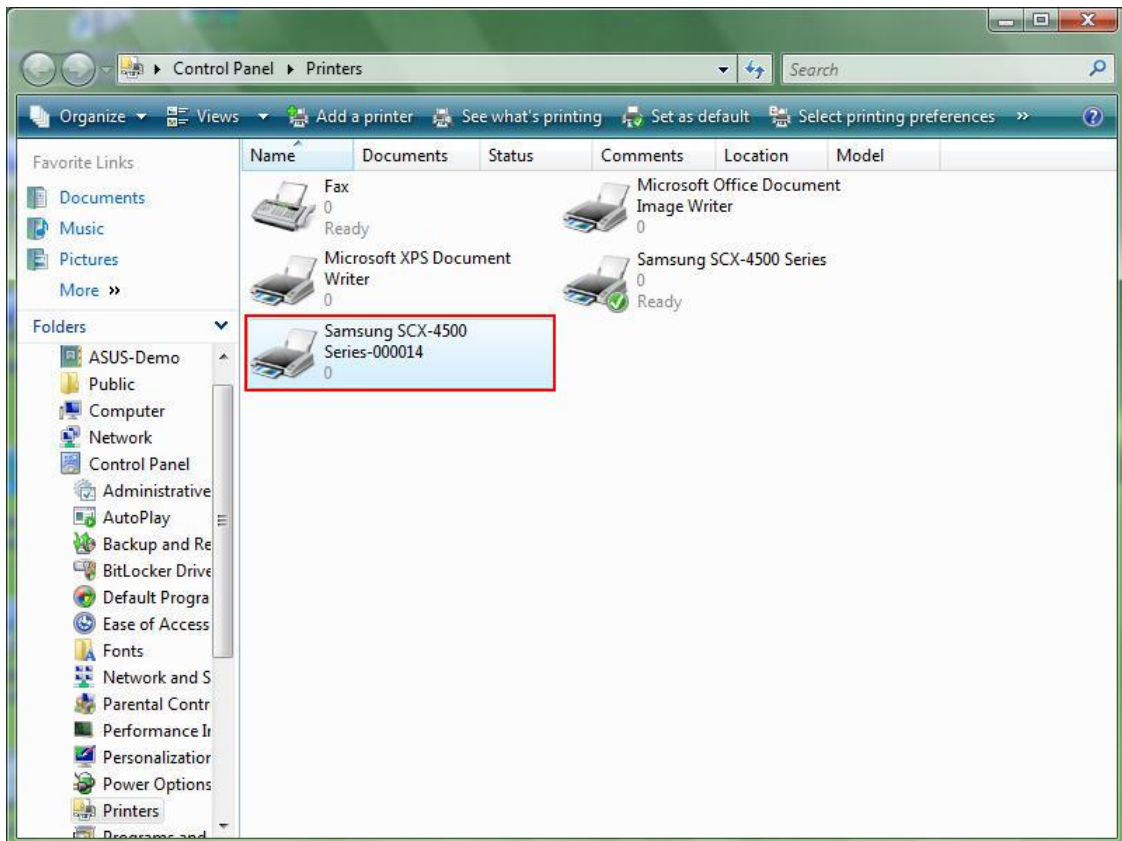 Control Panel Printers
Search
Organize Views Add a printer See what's printing Set as default Select printing preferences »
Favorite Links
Documents
Music
Pictures
More »
Folders
ASUS-Demo
Public
Computer
Network
Control Panel
Administrative
AutoPlay
Backup and Re
BitLocker Drive
Default Progra
Ease of Access
Fonts
Network and S
Parental Contr
Performance Ir
Personalizatior
Power Options
Printers
Programs and
Name Documents Status Comments Location Model
Fax
0
Ready
Microsoft Office Document
Image Writer
0
Microsoft XPS Document
Writer
0
Samsung SCX-4500 Series
0
Ready
Samsung SCX-4500
Series-000014
0